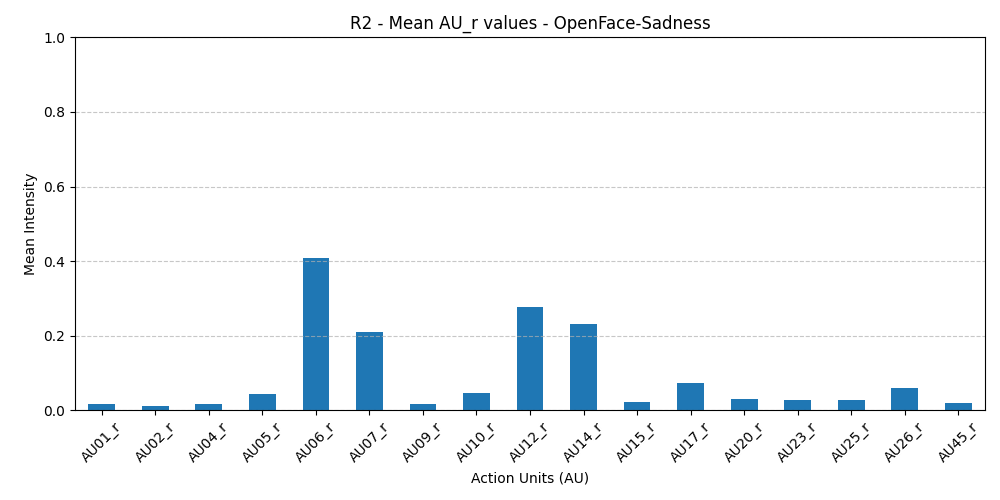 R2 - Mean AU_r values - OpenFace-Sadness
1.0
0.8
0.6
0.4
0.2
0.0
Mean Intensity
AU01_r AU02_r AU04_r AU05_r AU06_r AU07_r AU09_r AU10_r AU12_r AU14_r AU15_r AU17_r AU20_r AU23_r AU25_r AU26_r AU45_r
Action Units (AU)